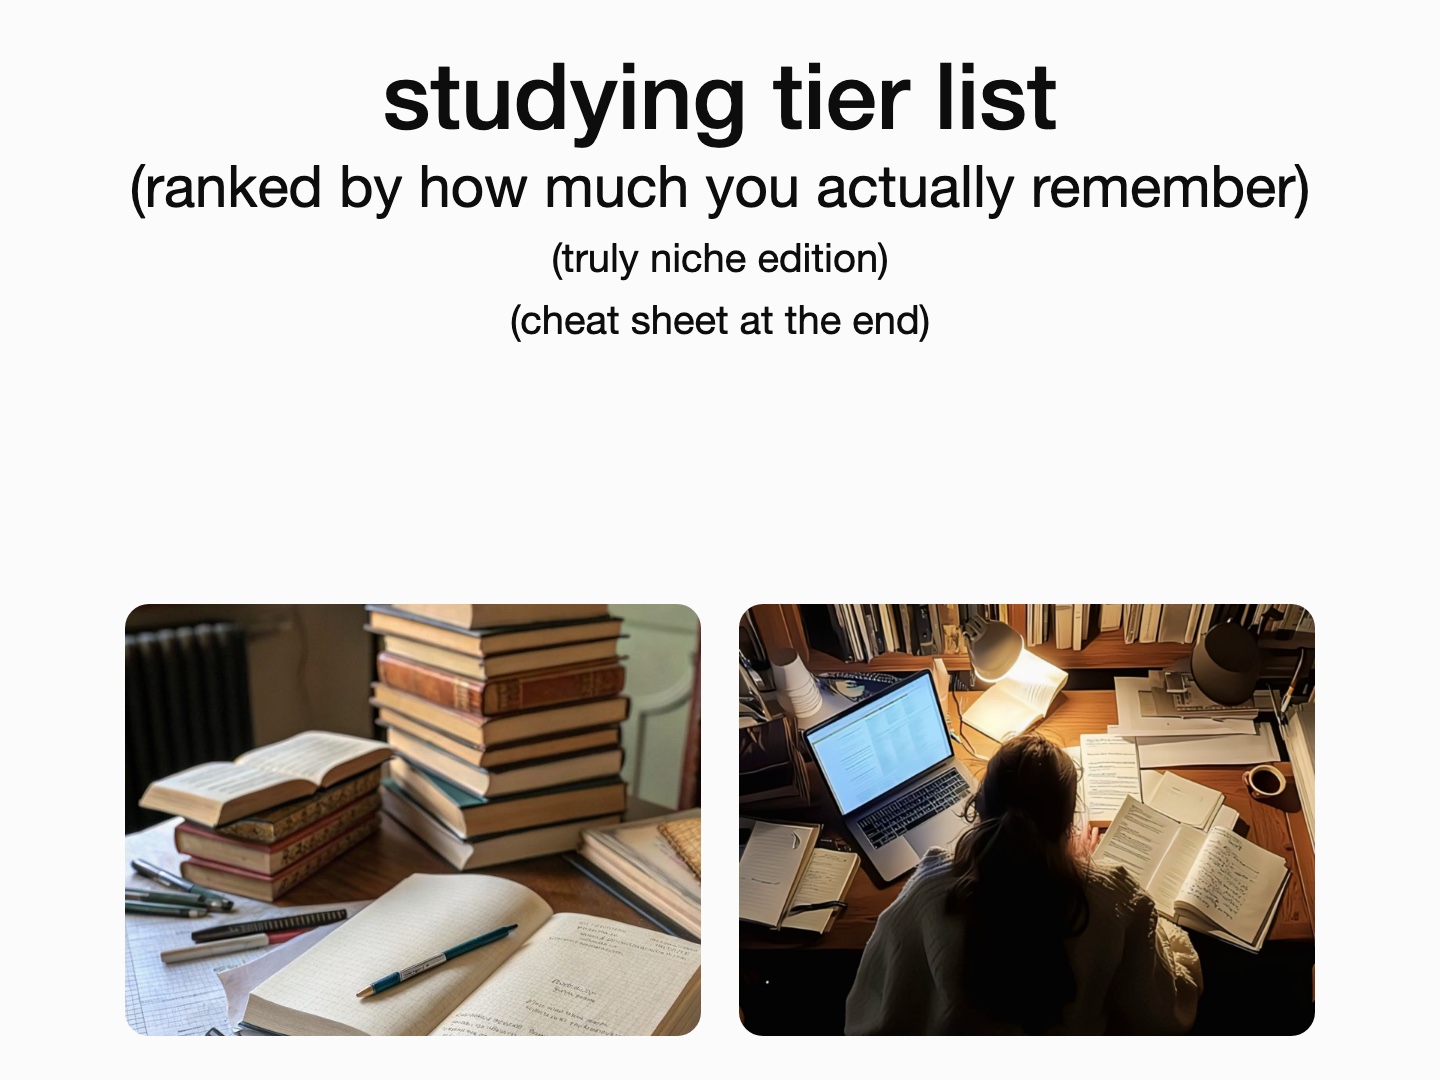 studying tier list
(ranked by how much you actually remember)
(truly niche edition)
(cheat sheet at the end)